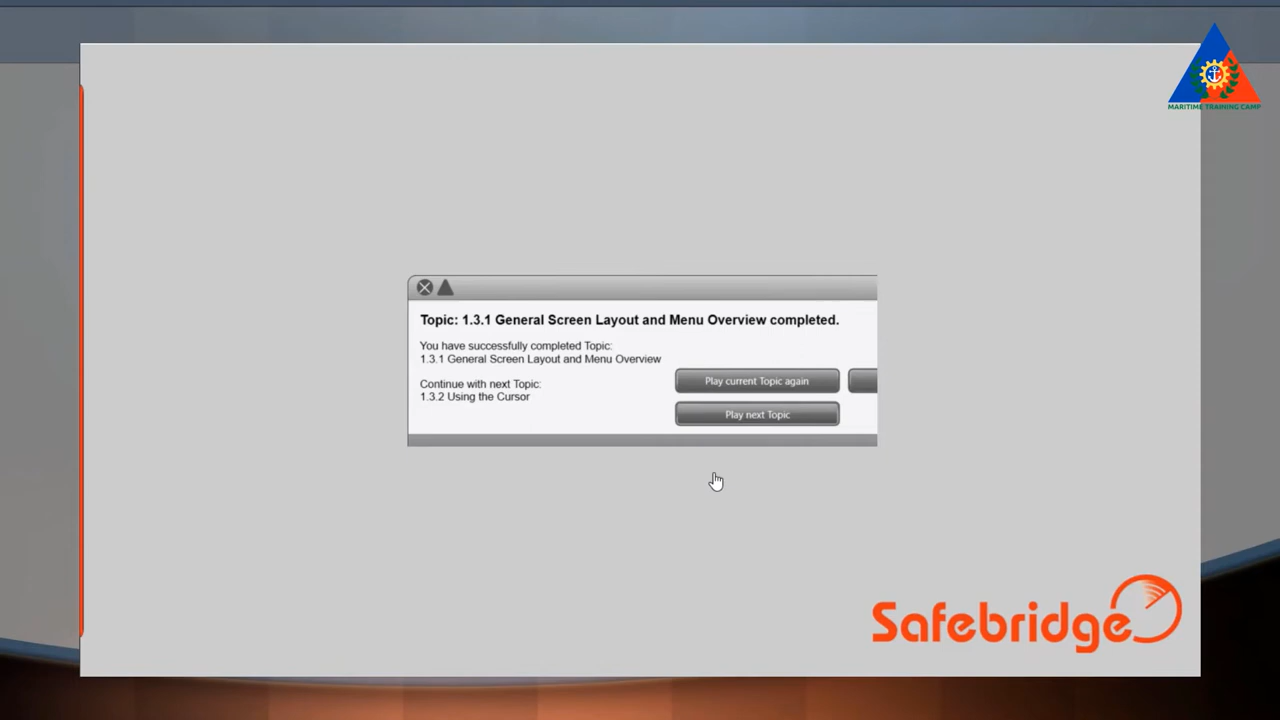 MARITIME TRAINING CAMP
Topic: 1.3.1 General Screen Layout and Menu Overview completed.
You have successfully completed Topic:
1.3.1 General Screen Layout and Menu Overview
Play current Topic again
Continue with next Topic:
1.3.2 Using the Cursor
Play next Topic
Safebridge